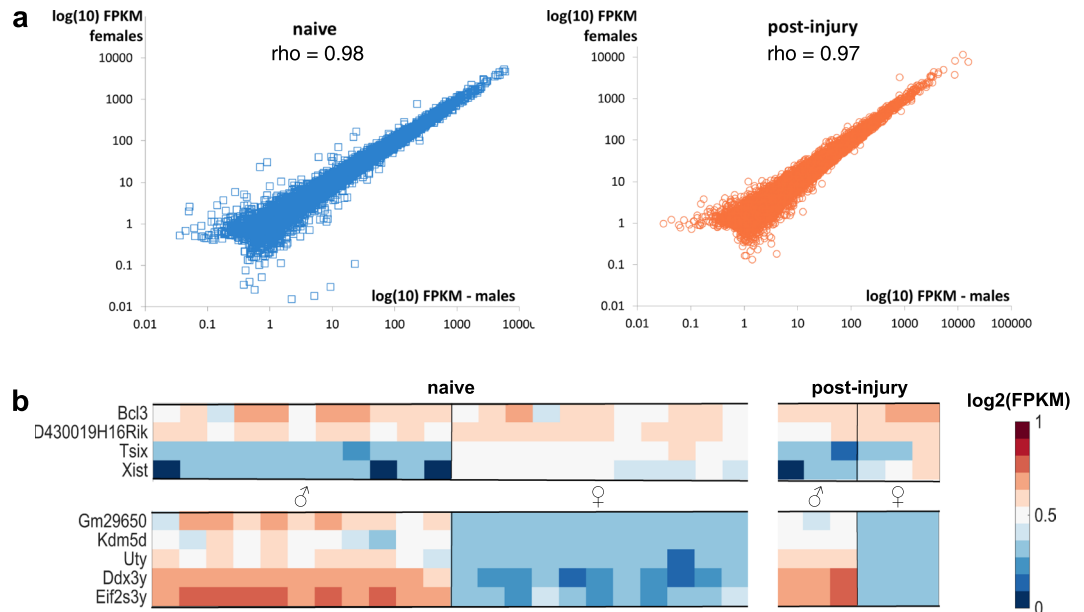 a
log(10) FPKM
females
naive
rho = 0.98
10000
1000
100
10
1
0.1
0.01
log(10) FPKM - males
0.01 0.1 1 10 100 1000
log(10) FPKM
females
post-injury
rho = 0.97
10000
1000
100
10
1
0.1
0.01
log(10) FPKM - males
0.01 0.1 1 10 100 1000 10000 100000
b
naive
post-injury
log2(FPKM)
Bcl3
D430019H16Rik
Tsix
Xist
♂ ♀ ♂ ♀
Gm29650
Kdm5d
Uty
Ddx3y
Eif2s3y
1
0.5
0